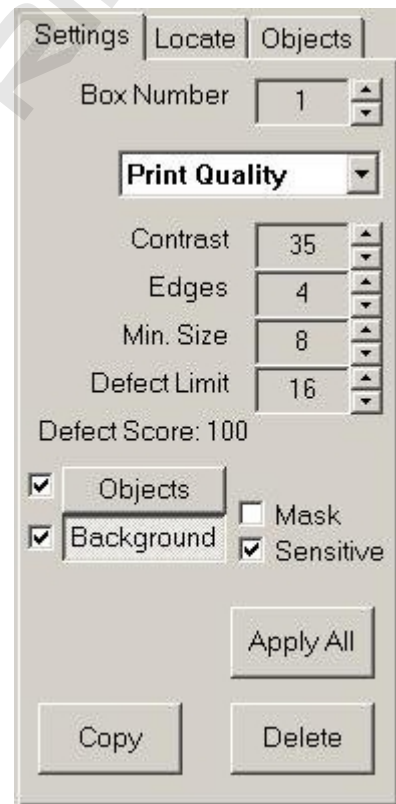 Settings Locate Objects
Box Number 1
Print Quality
Contrast 35
Edges 4
Min. Size 8
Defect Limit 16
Defect Score: 100
Objects
Mask
Background
Sensitive
Apply All
Copy Delete